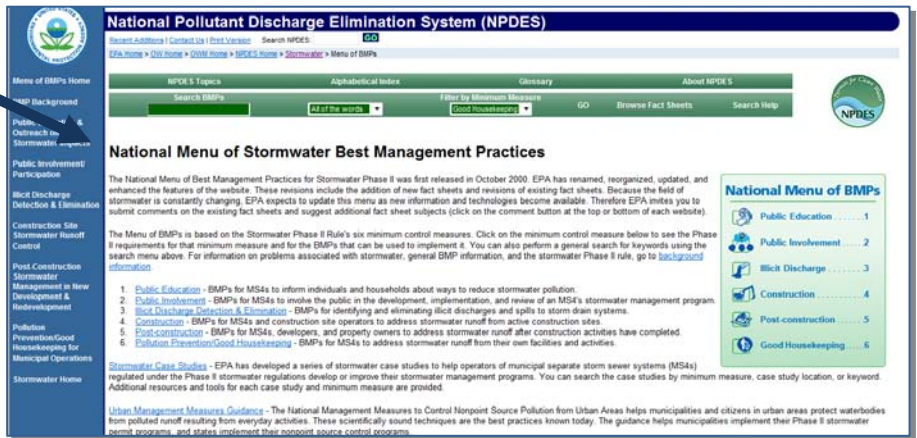 National Pollutant Discharge Elimination System (NPDES)
Recent Additions | Contact Us | Print Version Search NPDES: GO
EPA Home > OW Home > OWM Home > NPDES Home > Stormwater > Menu of BMPs
NPDES Topics Alphabetical Index Glossary About NPDES
Search BMPs Filter by Minimum Measure
All of the words Good Housekeeping GO Browse Fact Sheets Search Help
NPDES
Menu of BMPs Home
BMP Background
Public &
Outreach on
Stormwater Impacts
Public Involvement/
Participation
Illicit Discharge
Detection & Elimination
Construction Site
Stormwater Runoff
Control
Post-Construction
Stormwater
Management in New
Development &
Redevelopment
Pollution
Prevention/Good
Housekeeping for
Municipal Operations
Stormwater Home
National Menu of Stormwater Best Management Practices
The National Menu of Best Management Practices for Stormwater Phase II was first released in October 2000. EPA has renamed, reorganized, updated, and
enhanced the features of the website. These revisions include the addition of new fact sheets and revisions of existing fact sheets. Because the field of
stormwater is constantly changing, EPA expects to update this menu as new information and technologies become available. Therefore EPA invites you to
submit comments on the existing fact sheets and suggest additional fact sheet subjects (click on the comment button at the top or bottom of each website).
The Menu of BMPs is based on the Stormwater Phase II Rule's six minimum control measures. Click on the minimum control measure below to see the Phase
II requirements for that minimum measure and for the BMPs that can be used to implement it. You can also perform a general search for keywords using the
search menu above. For information on problems associated with stormwater, general BMP information, and the stormwater Phase II rule, go to background
information.
1. Public Education - BMPs for MS4s to inform individuals and households about ways to reduce stormwater pollution.
2. Public Involvement - BMPs for MS4s to involve the public in the development, implementation, and review of an MS4's stormwater management program.
3. Illicit Discharge Detection & Elimination - BMPs for identifying and eliminating illicit discharges and spills to storm drain systems.
4. Construction - BMPs for MS4s and construction site operators to address stormwater runoff from active construction sites.
5. Post-construction - BMPs for MS4s, developers, and property owners to address stormwater runoff after construction activities have completed.
6. Pollution Prevention/Good Housekeeping - BMPs for MS4s to address stormwater runoff from their own facilities and activities.
National Menu of BMPs
Public Education .......1
Public Involvement ..... 2
Illicit Discharge ........ 3
Construction ........... 4
Post-construction ..... 5
Good Housekeeping .... 6
Stormwater Case Studies - EPA has developed a series of stormwater case studies to help operators of municipal separate storm sewer systems (MS4s)
regulated under the Phase II stormwater regulations develop or improve their stormwater management programs. You can search the case studies by minimum measure, case study location, or keyword.
Additional resources and tools for each case study and minimum measure are provided.
Urban Management Measures Guidance - The National Management Measures to Control Nonpoint Source Pollution from Urban Areas helps municipalities and citizens in urban areas protect waterbodies
from polluted runoff resulting from everyday activities. These scientifically sound techniques are the best practices known today. The guidance helps municipalities implement their Phase II stormwater
permit programs, and states implement their nonpoint source control programs.